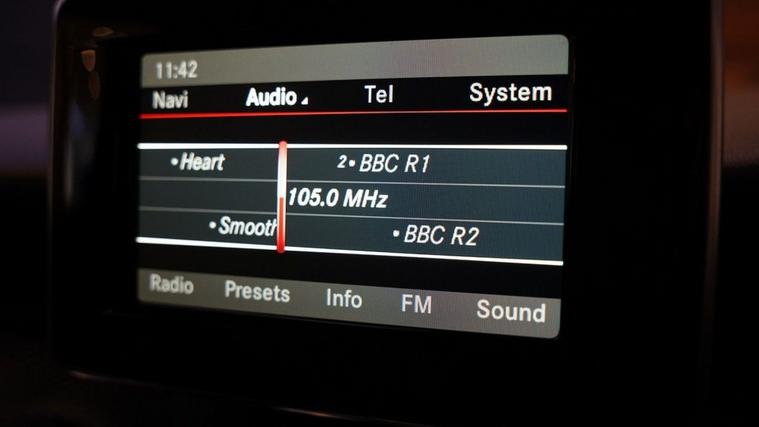 11:42
Navi Audio Tel System
•Heart 2•BBC R1
105.0 MHz
•Smooth •BBC R2
Radio Presets Info FM Sound